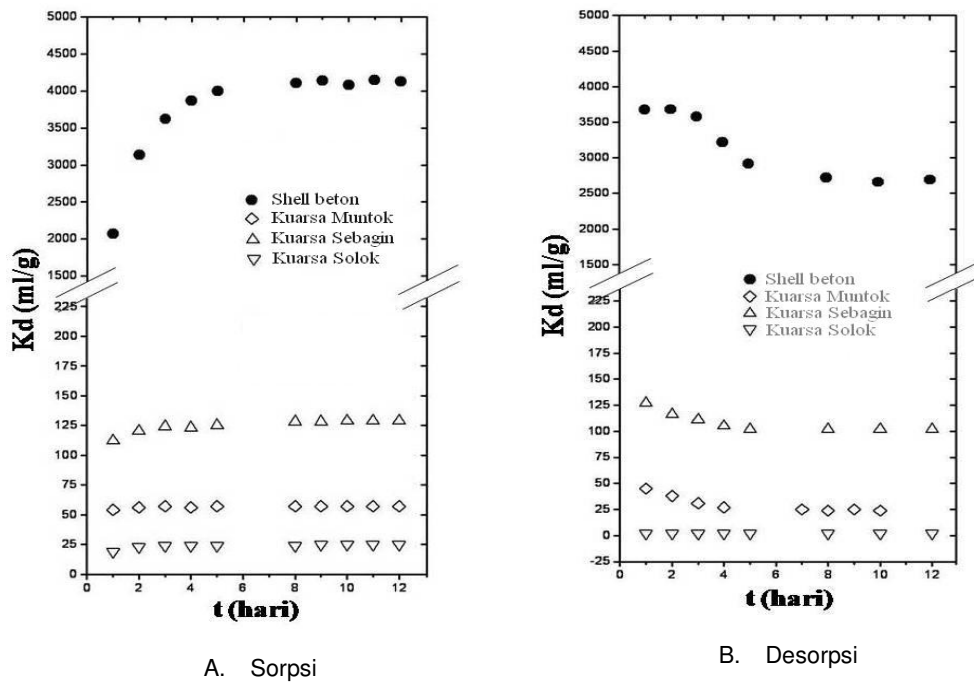 5000
4500
4000
3500
3000
2500
2000
1500
225
200
175
150
125
100
75
50
25
0
Kd (ml/g)
Shell beton
Kuarsa Muntok
Kuarsa Sebagin
Kuarsa Solok
0 2 4 6 8 10 12
t (hari)
A. Sorpsi
5000
4500
4000
3500
3000
2500
2000
1500
225
200
175
150
125
100
75
50
25
0
-25
Kd (ml/g)
Shell beton
Kuarsa Muntok
Kuarsa Sebagin
Kuarsa Solok
0 2 4 6 8 10 12
t (hari)
B. Desorpsi